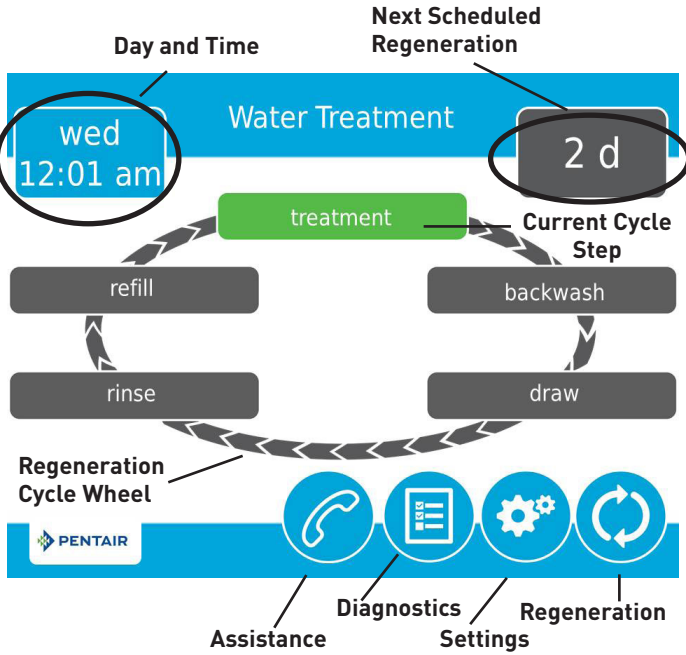 Next Scheduled
Regeneration
Day and Time
wed
12:01 am
Water Treatment
2 d
treatment
Current Cycle
Step
refill
backwash
rinse
draw
Regeneration
Cycle Wheel
PENTAIR
Diagnostics
Regeneration
Assistance
Settings